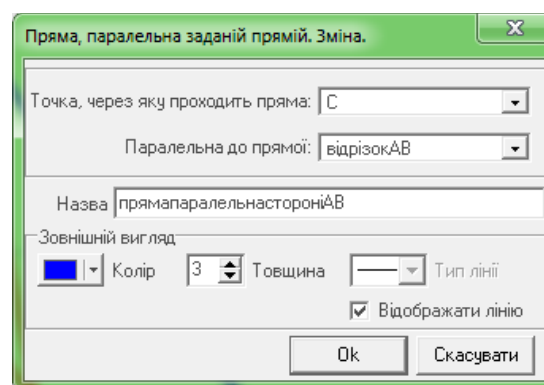 Пряма, паралельна заданій прямій. Зміна.
Точка, через яку проходить пряма: C
Паралельна до прямої: відрізокАВ
Назва прямапаралельнастороніАВ
Зовнішній вигляд
Колір 3 Товщина Тип лінії
Відображати лінію
Ok Скасувати